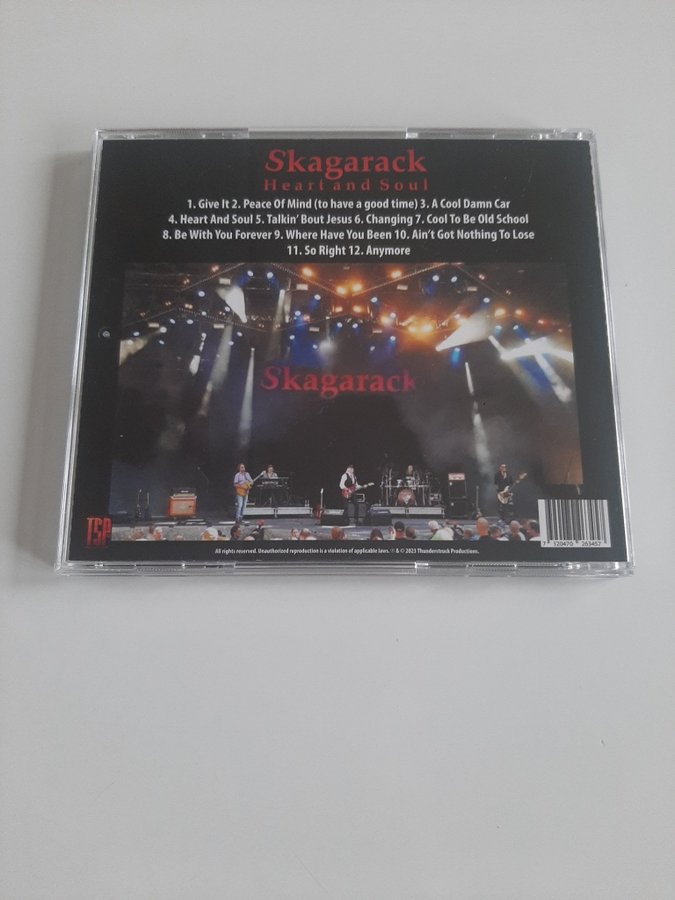 Skagarack
Heart and Soul
1. Give It 2. Peace Of Mind (to have a good time) 3. A Cool Damn Car
4. Heart And Soul 5. Talkin' Bout Jesus 6. Changing 7. Cool To Be Old School
8. Be With You Forever 9. Where Have You Been 10. Ain't Got Nothing To Lose
11. So Right 12. Anymore
Skagarack
TSP
7 120470 263457
All rights reserved. Unauthorized reproduction is a violation of applicable laws. ℗ & © 2023 Thunderstruck Productions.